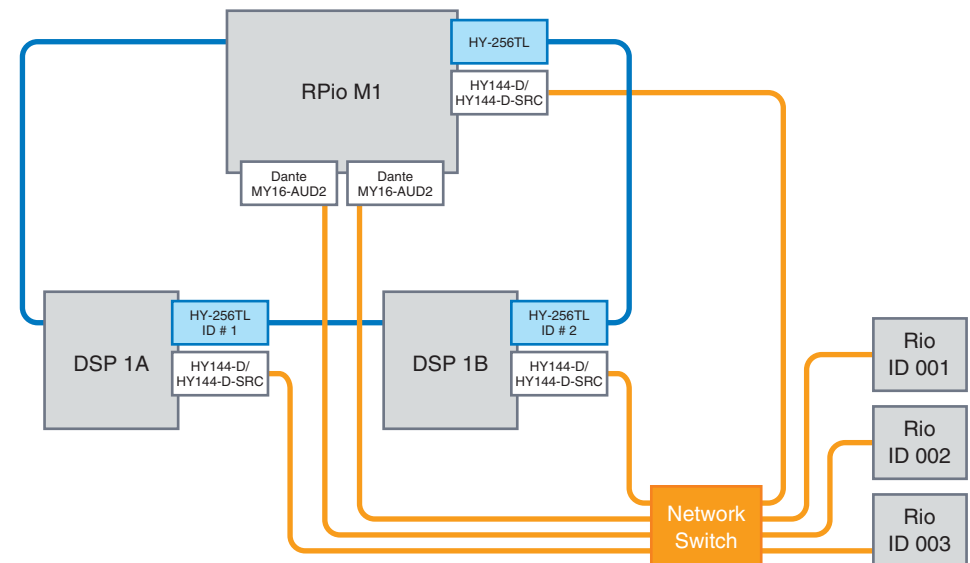 HY-256TL
RPio M1
HY144-D/
HY144-D-SRC
Dante
MY16-AUD2
Dante
MY16-AUD2
DSP 1A
HY-256TL
ID # 1
HY144-D/
HY144-D-SRC
DSP 1B
HY-256TL
ID # 2
HY144-D/
HY144-D-SRC
Rio
ID 001
Rio
ID 002
Rio
ID 003
Network
Switch